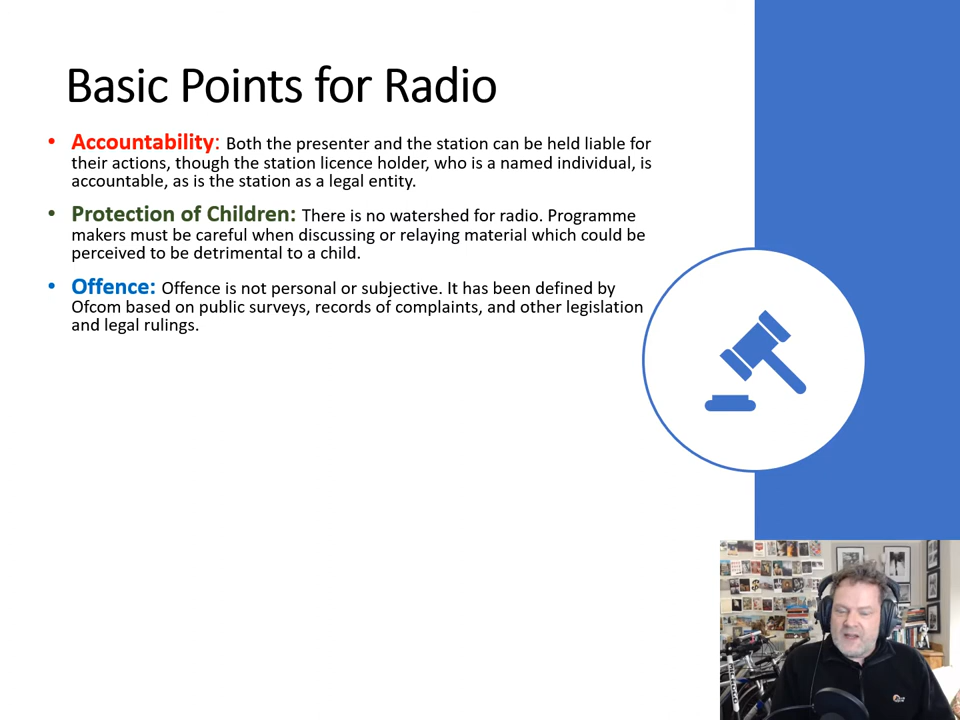 Basic Points for Radio
• Accountability: Both the presenter and the station can be held liable for
their actions, though the station licence holder, who is a named individual, is
accountable, as is the station as a legal entity.
• Protection of Children: There is no watershed for radio. Programme
makers must be careful when discussing or relaying material which could be
perceived to be detrimental to a child.
• Offence: Offence is not personal or subjective. It has been defined by
Ofcom based on public surveys, records of complaints, and other legislation
and legal rulings.